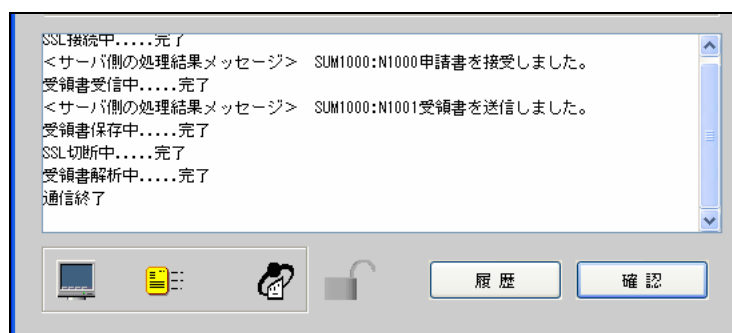 SSL接続中.....完了
<サーバ側の処理結果メッセージ> SUM1000:N1000申請書を接受しました。
受領書受信中.....完了
<サーバ側の処理結果メッセージ> SUM1000:N1001受領書を送信しました。
受領書保存中.....完了
SSL切断中.....完了
受領書解析中.....完了
通信終了
履歴
確認